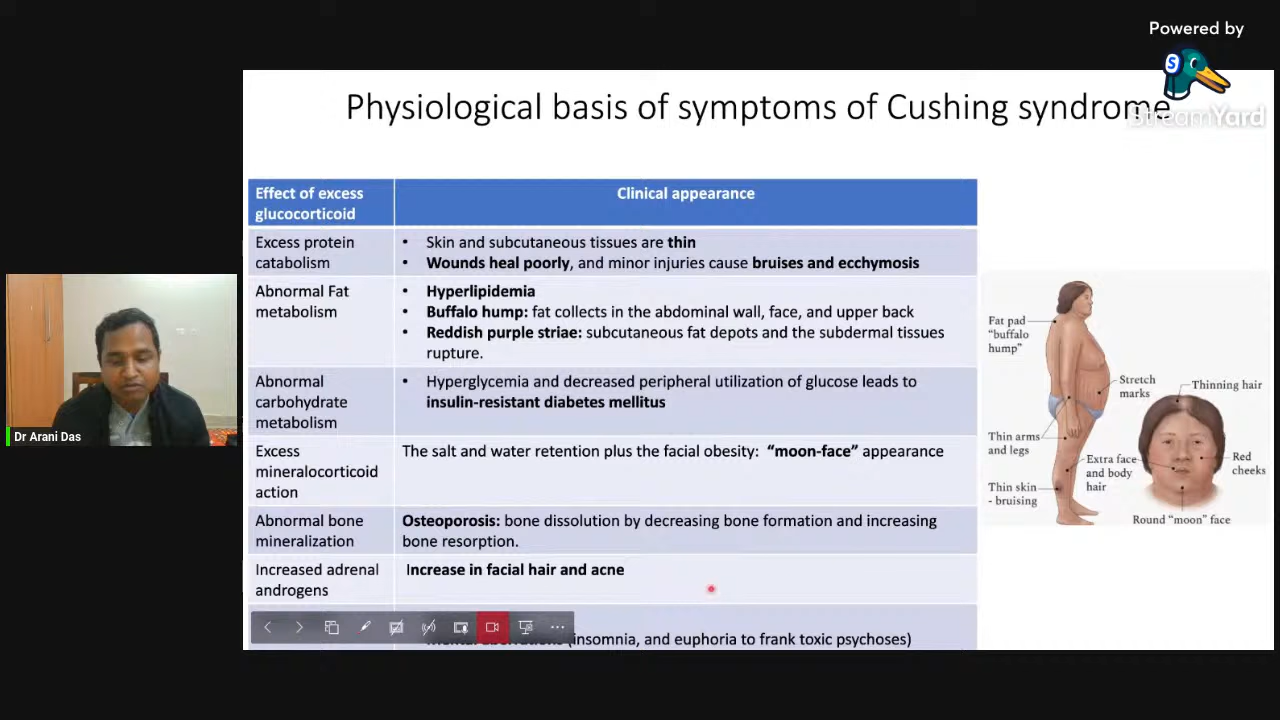 Powered by
S
StreamYard
Physiological basis of symptoms of Cushing syndrome
Effect of excess
glucocorticoid
Clinical appearance
Excess protein
catabolism
• Skin and subcutaneous tissues are thin
• Wounds heal poorly, and minor injuries cause bruises and ecchymosis
Abnormal Fat
metabolism
• Hyperlipidemia
• Buffalo hump: fat collects in the abdominal wall, face, and upper back
• Reddish purple striae: subcutaneous fat depots and the subdermal tissues
rupture.
Abnormal
carbohydrate
metabolism
• Hyperglycemia and decreased peripheral utilization of glucose leads to
insulin-resistant diabetes mellitus
Excess
mineralocorticoid
action
The salt and water retention plus the facial obesity: “moon-face” appearance
Abnormal bone
mineralization
Osteoporosis: bone dissolution by decreasing bone formation and increasing
bone resorption.
Increased adrenal
androgens
Increase in facial hair and acne
(insomnia, and euphoria to frank toxic psychoses)
Fat pad
"buffalo
hump"
Stretch
marks
Thinning hair
Thin arms
and legs
Extra face
and body
hair
Red
cheeks
Thin skin
- bruising
Round "moon" face
Dr Arani Das